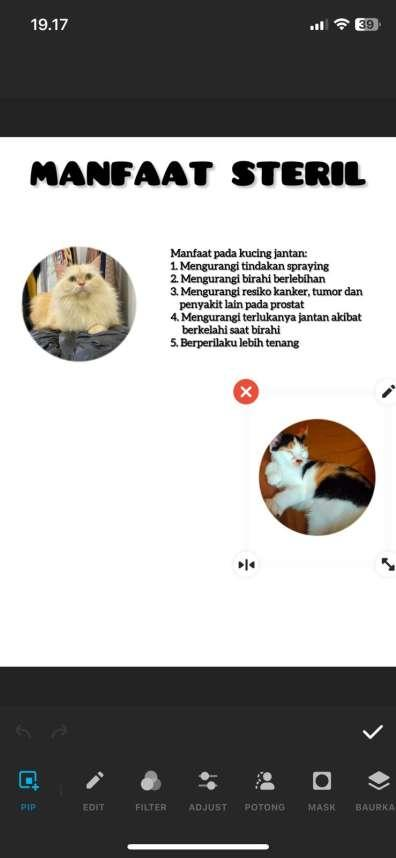 19.17
39
MANFAAT STERIL
Manfaat pada kucing jantan:
1. Mengurangi tindakan spraying
2. Mengurangi birahi berlebihan
3. Mengurangi resiko kanker, tumor dan
penyakit lain pada prostat
4. Mengurangi terlukanya jantan akibat
berkelahi saat birahi
5. Berperilaku lebih tenang
PIP
EDIT
FILTER
ADJUST
POTONG
MASK
BAURKA